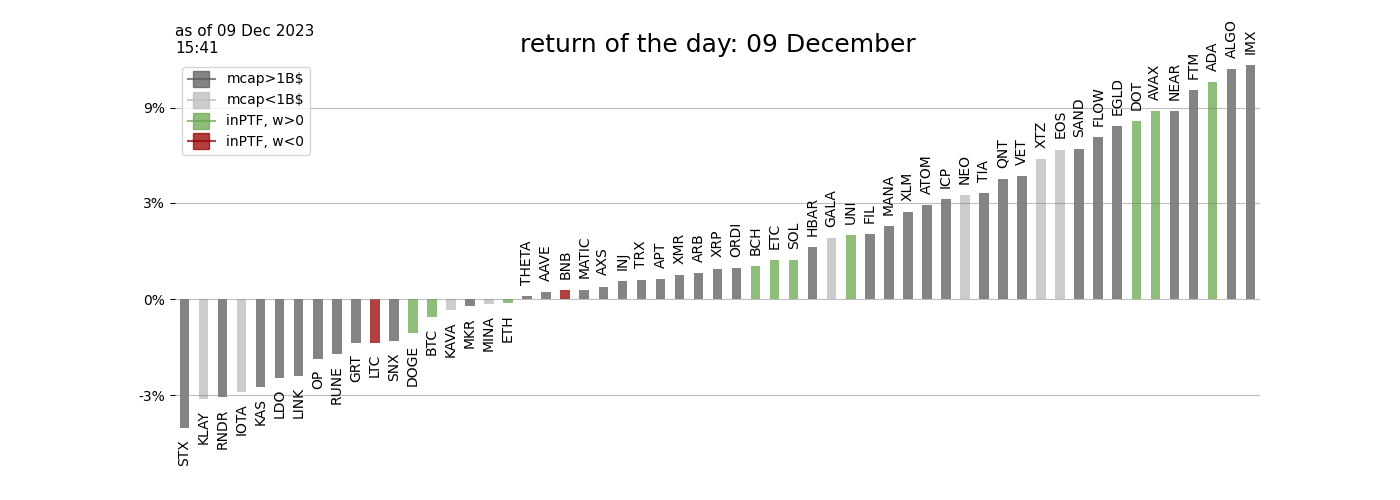 as of 09 Dec 2023
15:41
return of the day: 09 December
mcap>1B$
mcap<1B$
inPTF, w>0
inPTF, w<0
9%
3%
0%
-3%
STX
KLAY
RNDR
IOTA
KAS
LDO
LINK
OP
RUNE
GRT
LTC
SNX
DOGE
BTC
KAVA
MKR
MINA
ETH
THETA
AAVE
BNB
MATIC
AXS
INJ
TRX
APT
XMR
ARB
XRP
ORDI
BCH
ETC
SOL
HBAR
GALA
UNI
FIL
MANA
XLM
ATOM
ICP
NEO
TIA
QNT
VET
XTZ
EOS
SAND
FLOW
EGLD
DOT
AVAX
NEAR
FTM
ADA
ALGO
IMX